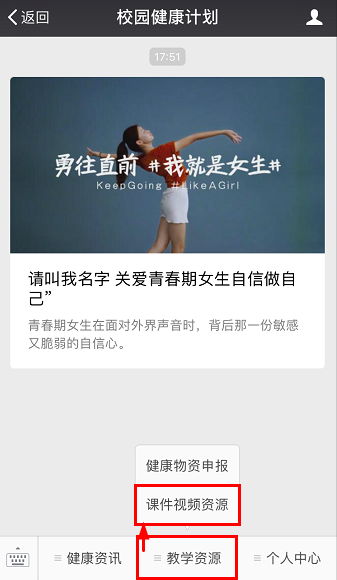 返回
校园健康计划
17:51
勇往直前 #我就是女生#
KeepGoing #LikeAGirl
请叫我名字 关爱青春期女生自信做自
己”
青春期女生在面对外界声音时，背后那一份敏感
又脆弱的自信心。
健康物资申报
课件视频资源
健康资讯
教学资源
个人中心